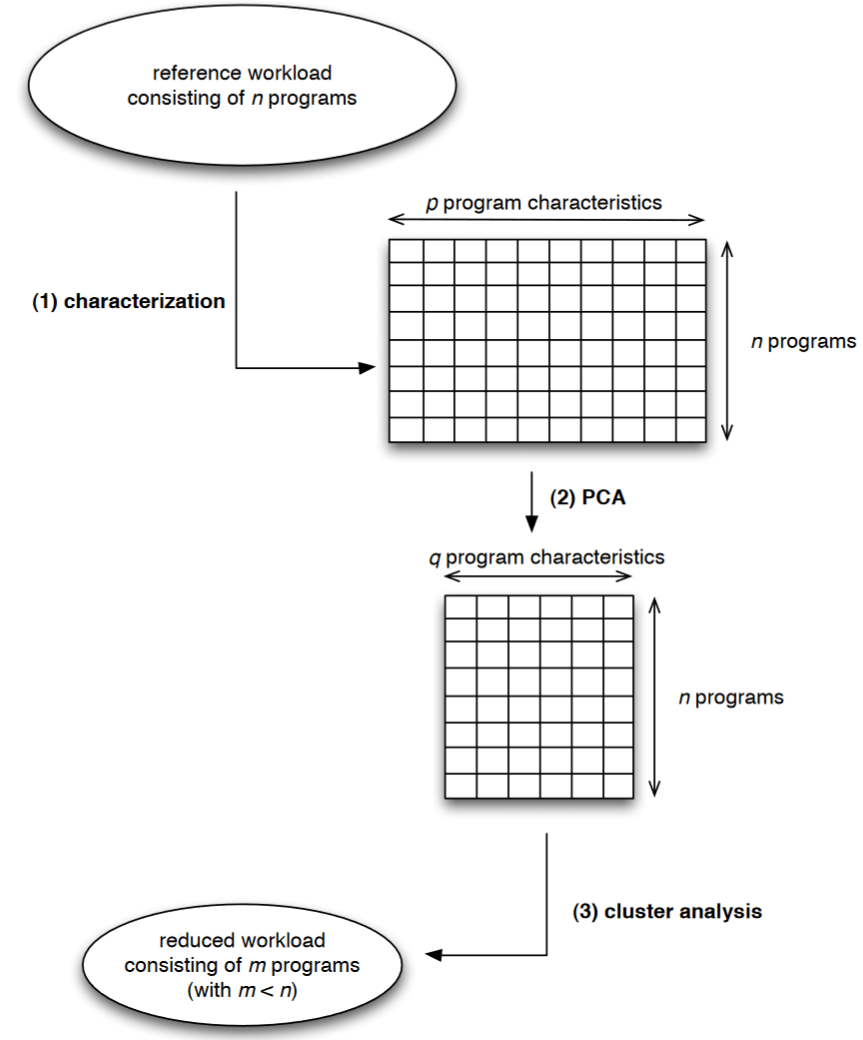 reference workload
consisting of n programs
p program characteristics
(1) characterization
n programs
(2) PCA
q program characteristics
n programs
(3) cluster analysis
reduced workload
consisting of m programs
(with m < n)